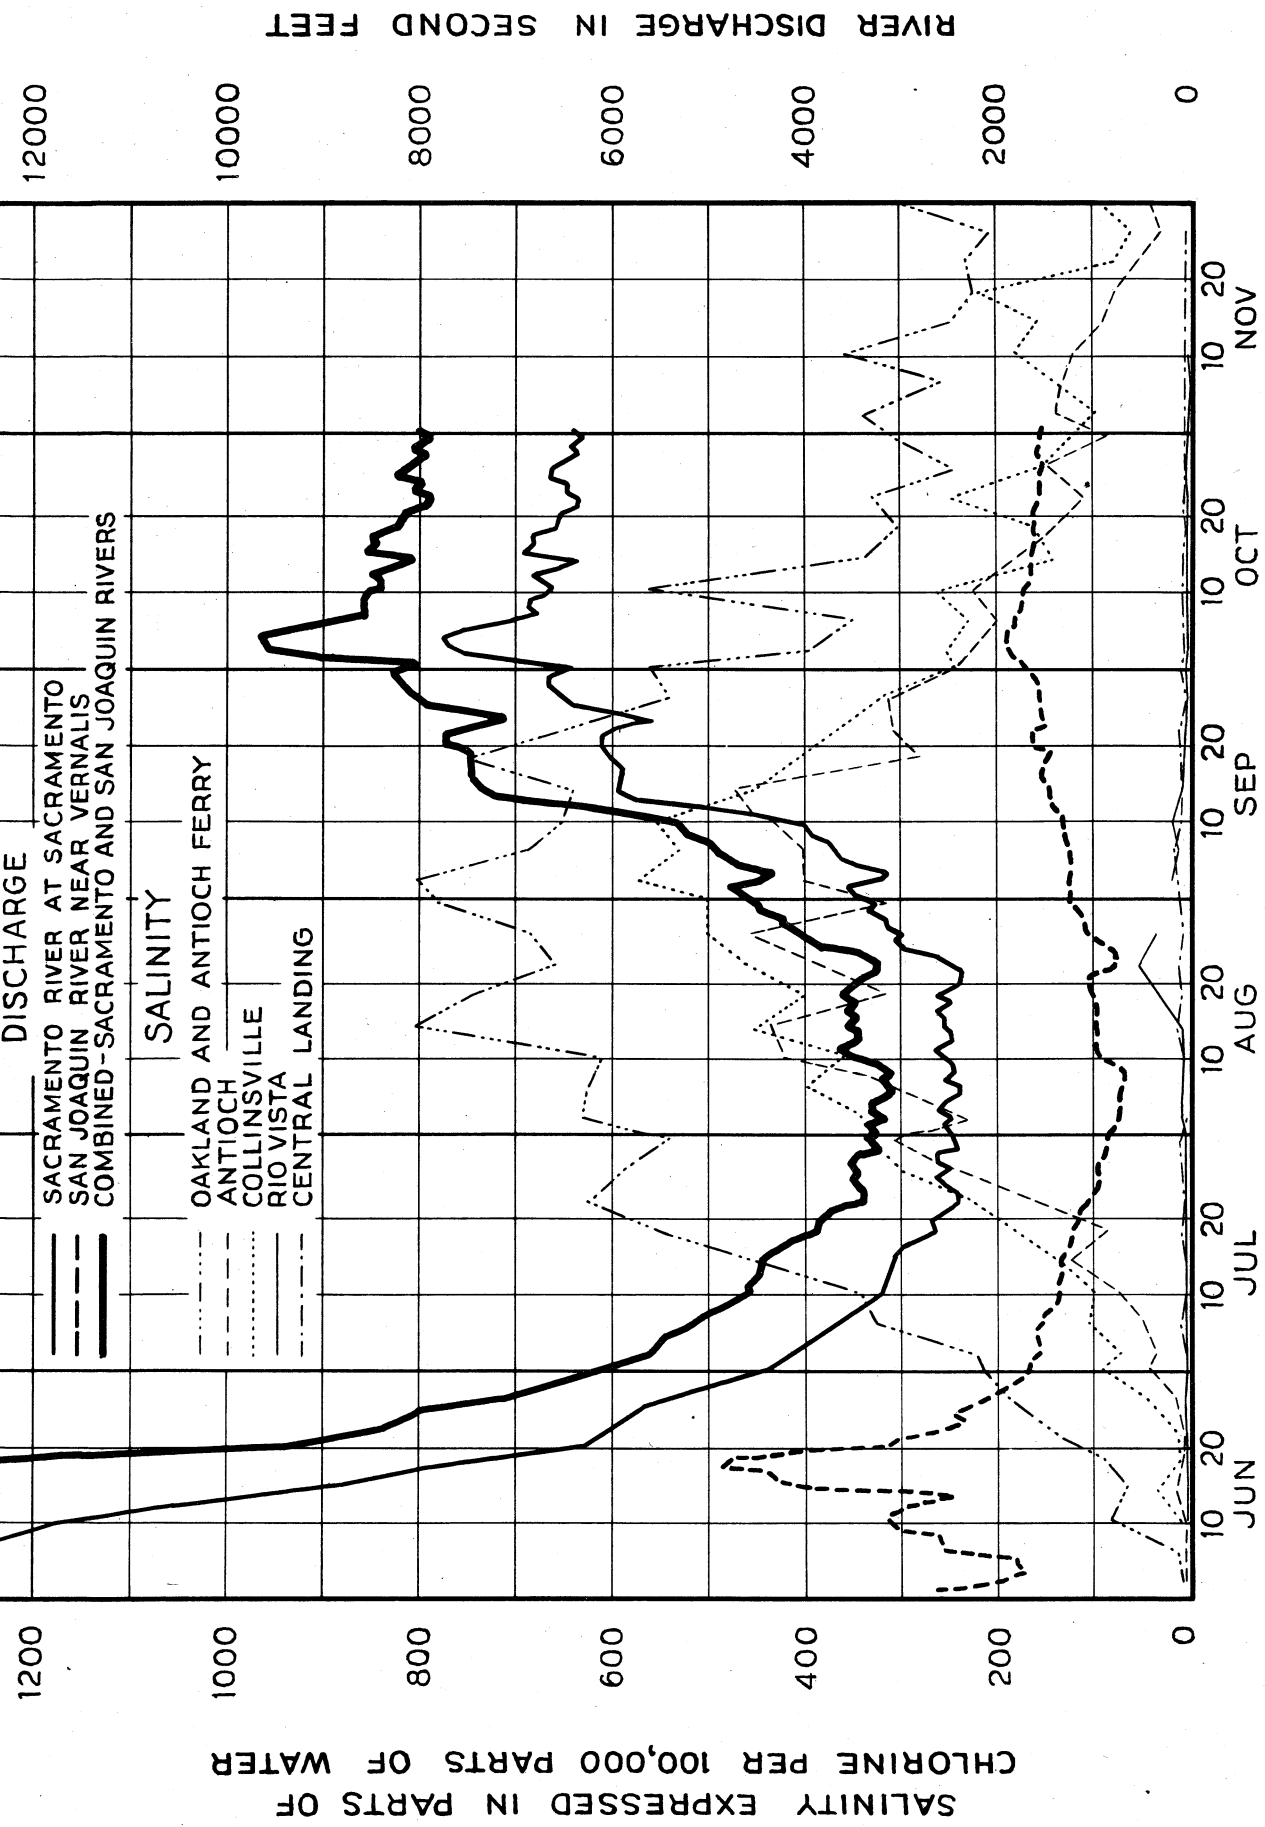 DISCHARGE
SACRAMENTO RIVER AT SACRAMENTO
SAN JOAQUIN RIVER NEAR VERNALIS
COMBINED-SACRAMENTO AND SAN JOAQUIN RIVERS
SALINITY
OAKLAND AND ANTIOCH FERRY
ANTIOCH
COLLINSVILLE
RIO VISTA
CENTRAL LANDING
SALINITY EXPRESSED IN PARTS OF
CHLORINE PER 100,000 PARTS OF WATER
1200
1000
800
600
400
200
0
RIVER DISCHARGE IN SECOND FEET
12000
10000
8000
6000
4000
2000
0
10 20 10 20 10 20 10 20 10 20 10 20
JUN JUL AUG SEP OCT NOV